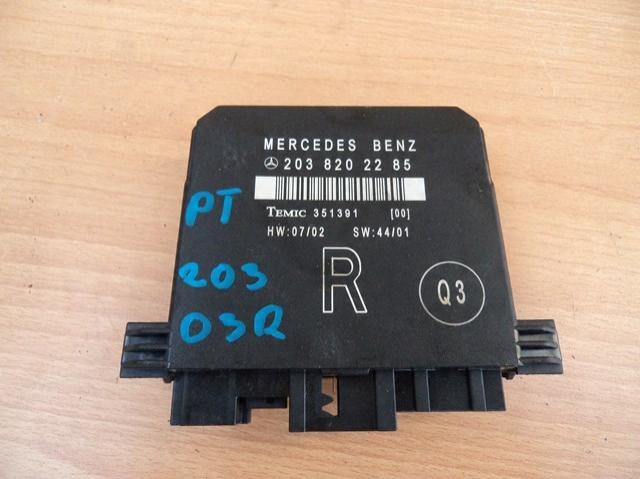 MERCEDES BENZ
203 820 22 85
TEMIC 351391 [00]
HW:07/02 SW:44/01
R
Q3
PT
203
03R